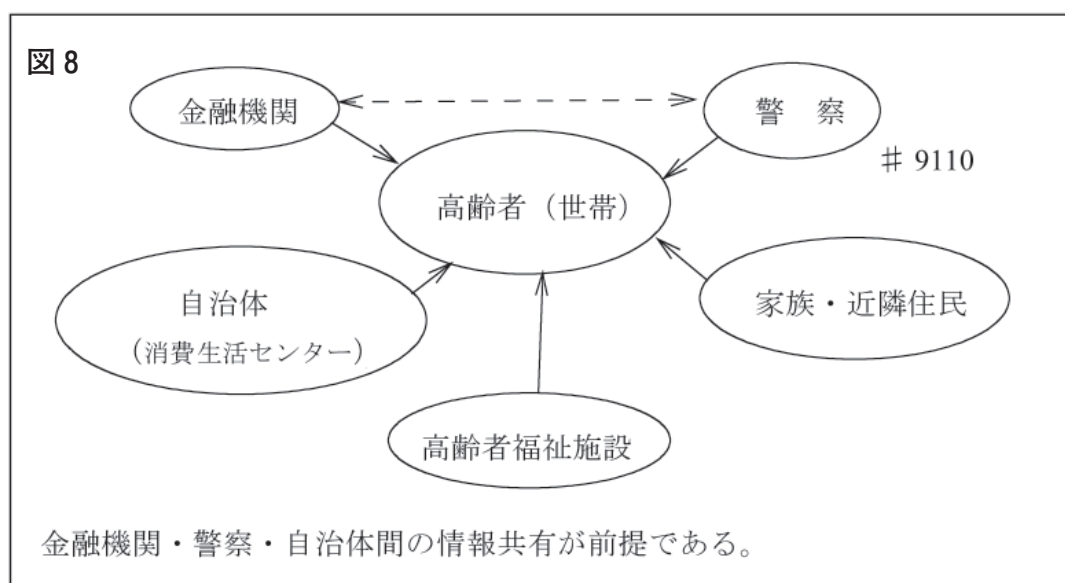 図8
金融機関
警 察
♯9110
高齢者（世帯）
自治体
（消費生活センター）
家族・近隣住民
高齢者福祉施設
金融機関・警察・自治体間の情報共有が前提である。